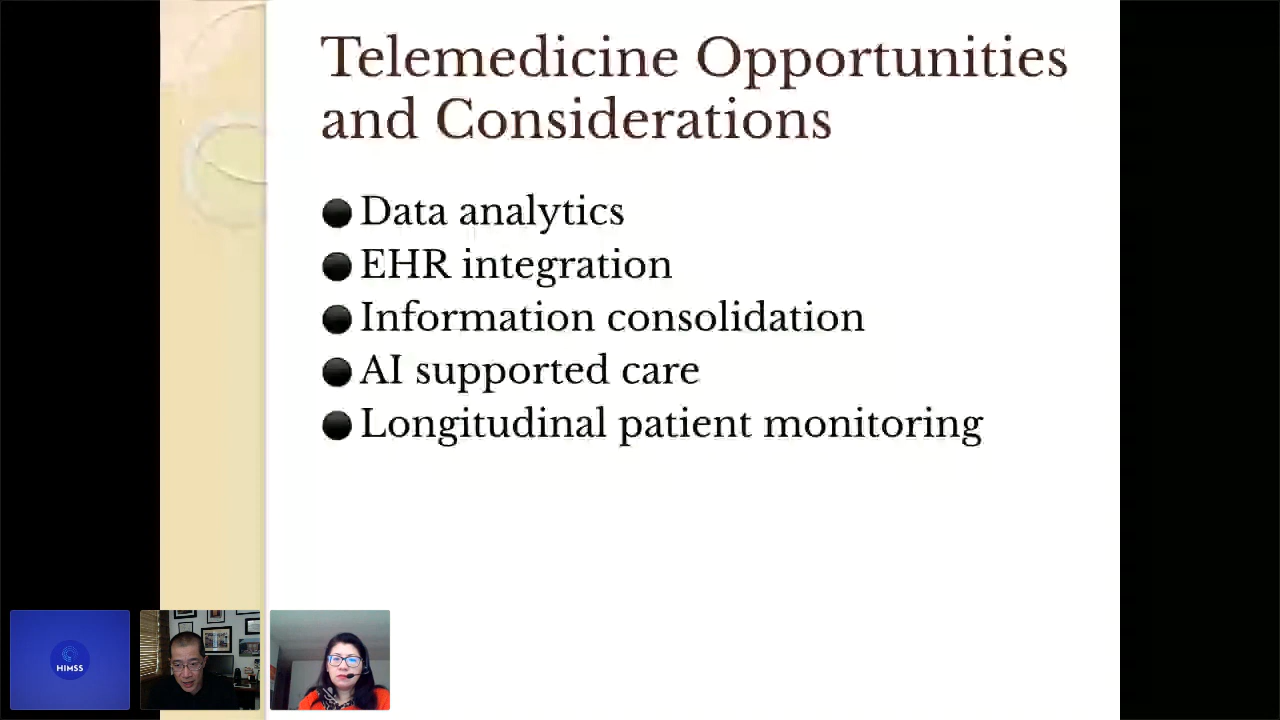 Telemedicine Opportunities
and Considerations
Data analytics
EHR integration
Information consolidation
AI supported care
Longitudinal patient monitoring
HIMSS